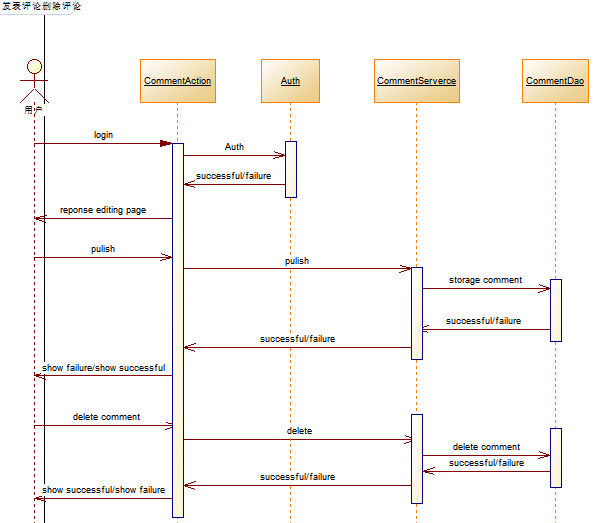 发表评论删除评论
CommentAction
Auth
CommentServerce
CommentDao
用户
login
Auth
successful/failure
reponse editing page
pulish
pulish
storage comment
successful/failure
successful/failure
show failure/show successful
delete comment
delete
delete comment
successful/failure
successful/failure
show successful/show failure